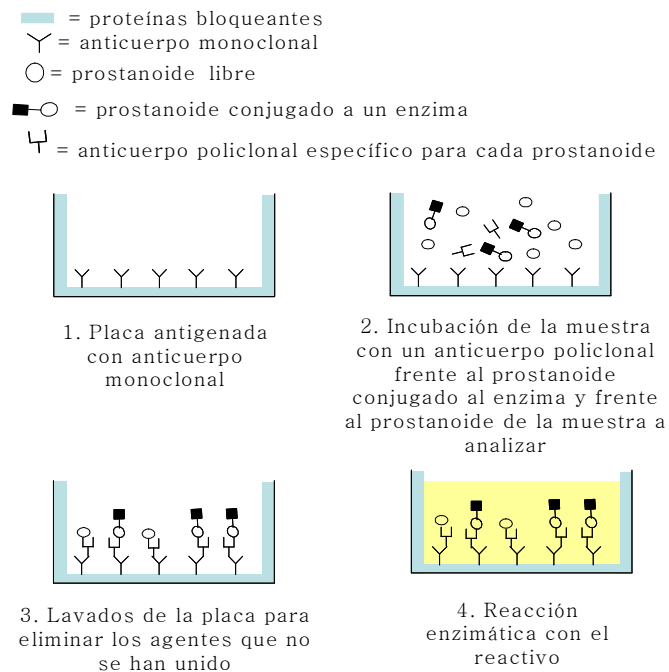 = proteínas bloqueantes
= anticuerpo monoclonal
= prostanoide libre
= prostanoide conjugado a un enzima
= anticuerpo policlonal específico para cada prostanoide
1. Placa antigenada
con anticuerpo
monoclonal
2. Incubación de la muestra
con un anticuerpo policlonal
frente al prostanoide
conjugado al enzima y frente
al prostanoide de la muestra a
analizar
3. Lavados de la placa para
eliminar los agentes que no
se han unido
4. Reacción
enzimática con el
reactivo